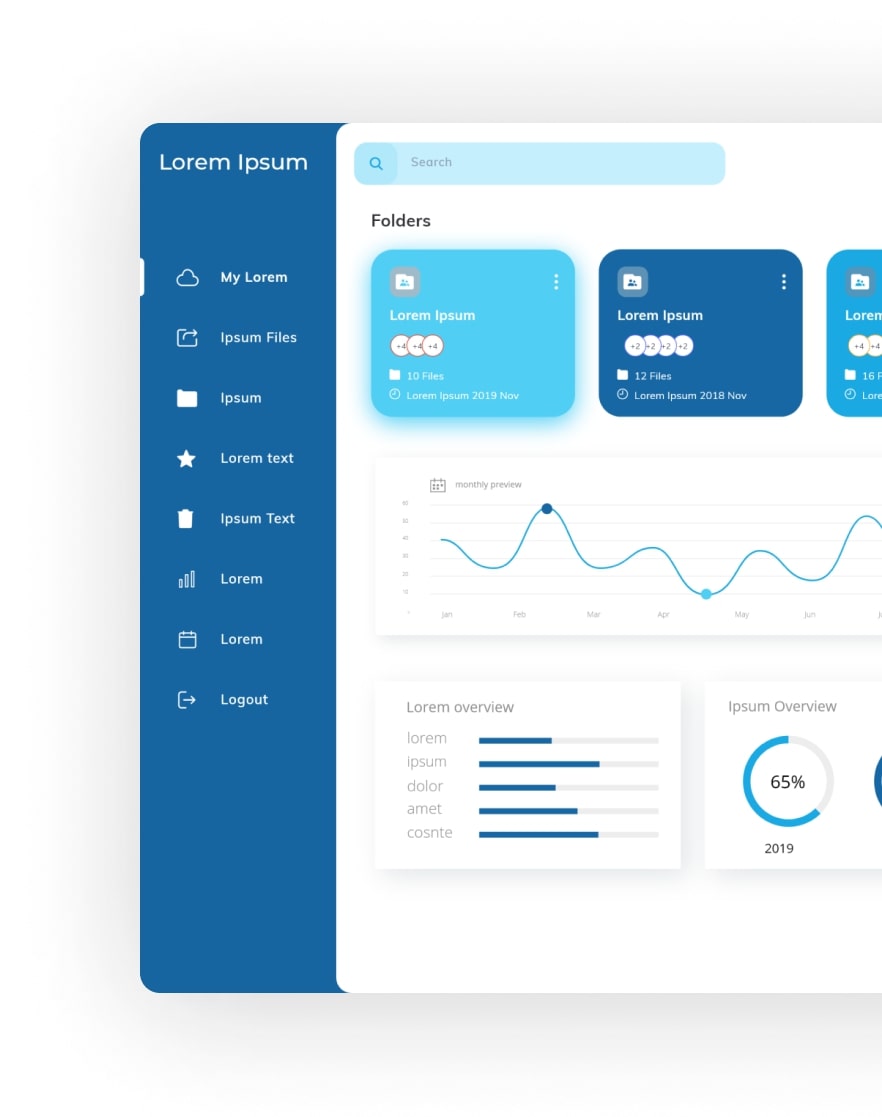 Lorem Ipsum
My Lorem
Ipsum Files
Ipsum
Lorem text
Ipsum Text
Lorem
Lorem
Logout
Search
Folders
Lorem Ipsum
+4 +4 +4
10 Files
Lorem Ipsum 2019 Nov
Lorem Ipsum
+2 +2 +2 +2
12 Files
Lorem Ipsum 2018 Nov
+4 +4
16
monthly preview
60
50
40
30
20
10
Jan Feb Mar Apr May Jun
Lorem overview
lorem
ipsum
dolor
amet
cosnte
Ipsum Overview
65%
2019